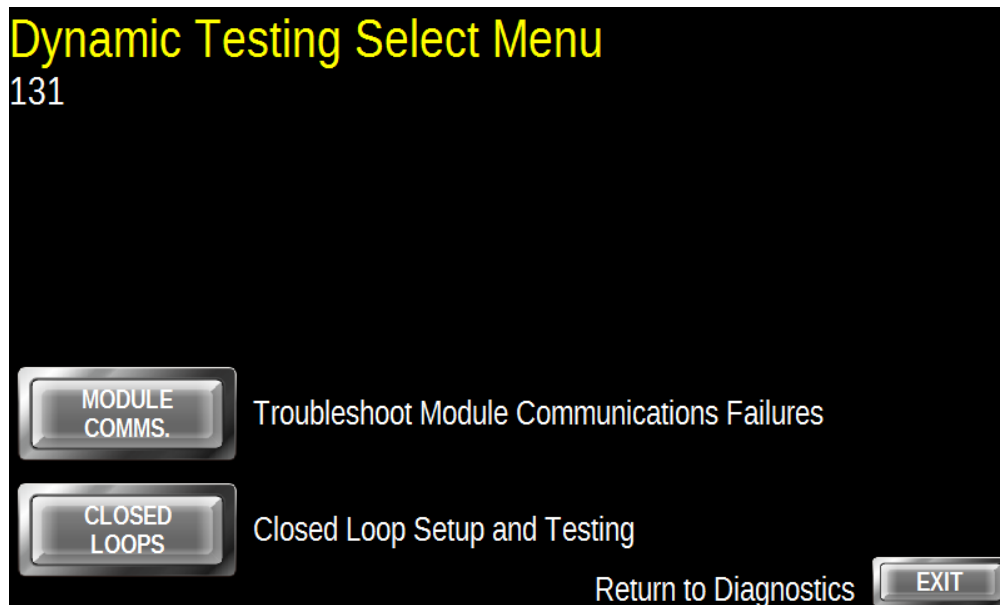 Dynamic Testing Select Menu
131
MODULE
COMMS.
Troubleshoot Module Communications Failures
CLOSED
LOOPS
Closed Loop Setup and Testing
Return to Diagnostics
EXIT